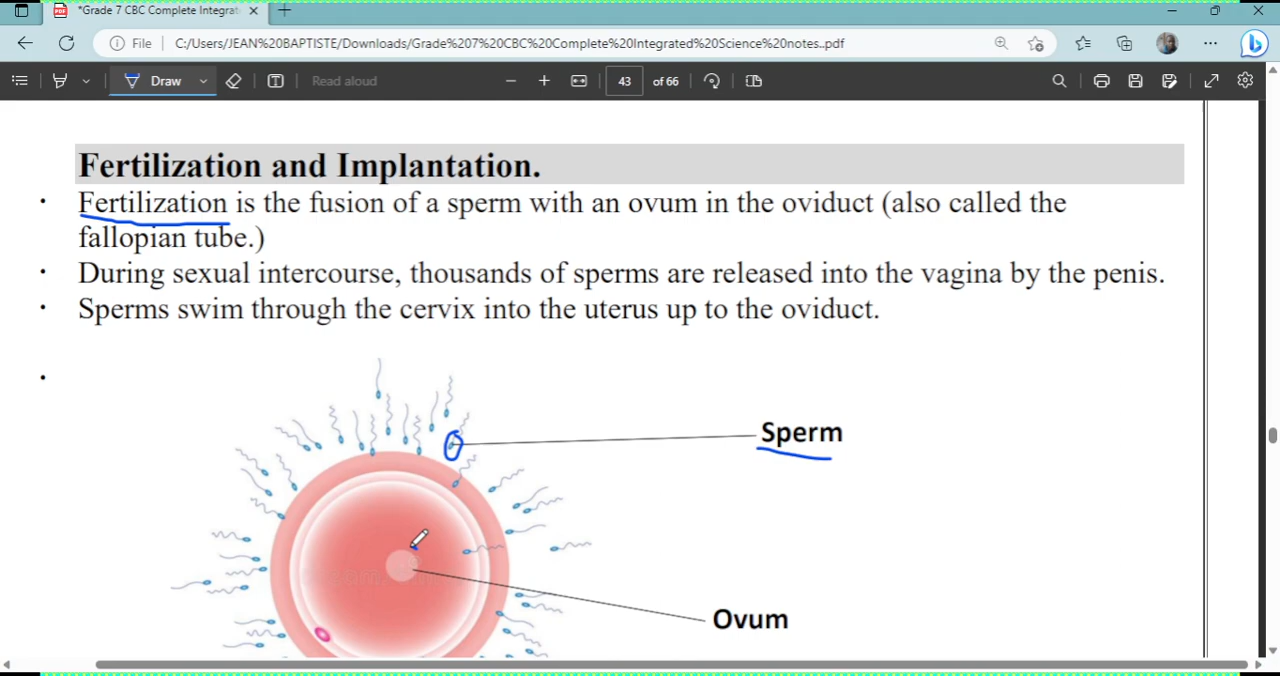 *Grade 7 CBC Complete Integrat
File
C:/Users/JEAN%20BAPTISTE/Downloads/Grade%207%20CBC%20Complete%20Integrated%20Science%20notes..pdf
Draw
Read aloud
43 of 66
Fertilization and Implantation.
· Fertilization is the fusion of a sperm with an ovum in the oviduct (also called the
fallopian tube.)
· During sexual intercourse, thousands of sperms are released into the vagina by the penis.
· Sperms swim through the cervix into the uterus up to the oviduct.
·
Sperm
Ovum